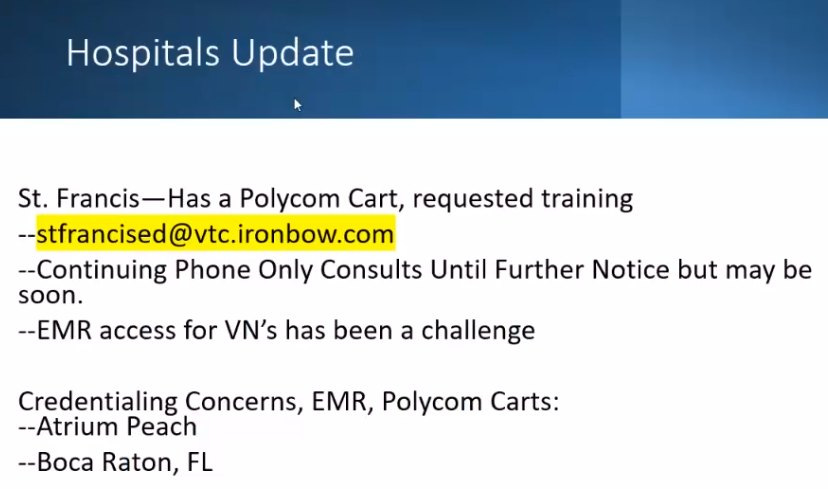 Hospitals Update
St. Francis—Has a Polycom Cart, requested training
--stfrancised@vtc.ironbow.com
--Continuing Phone Only Consults Until Further Notice but may be
soon.
--EMR access for VN's has been a challenge
Credentialing Concerns, EMR, Polycom Carts:
--Atrium Peach
--Boca Raton, FL